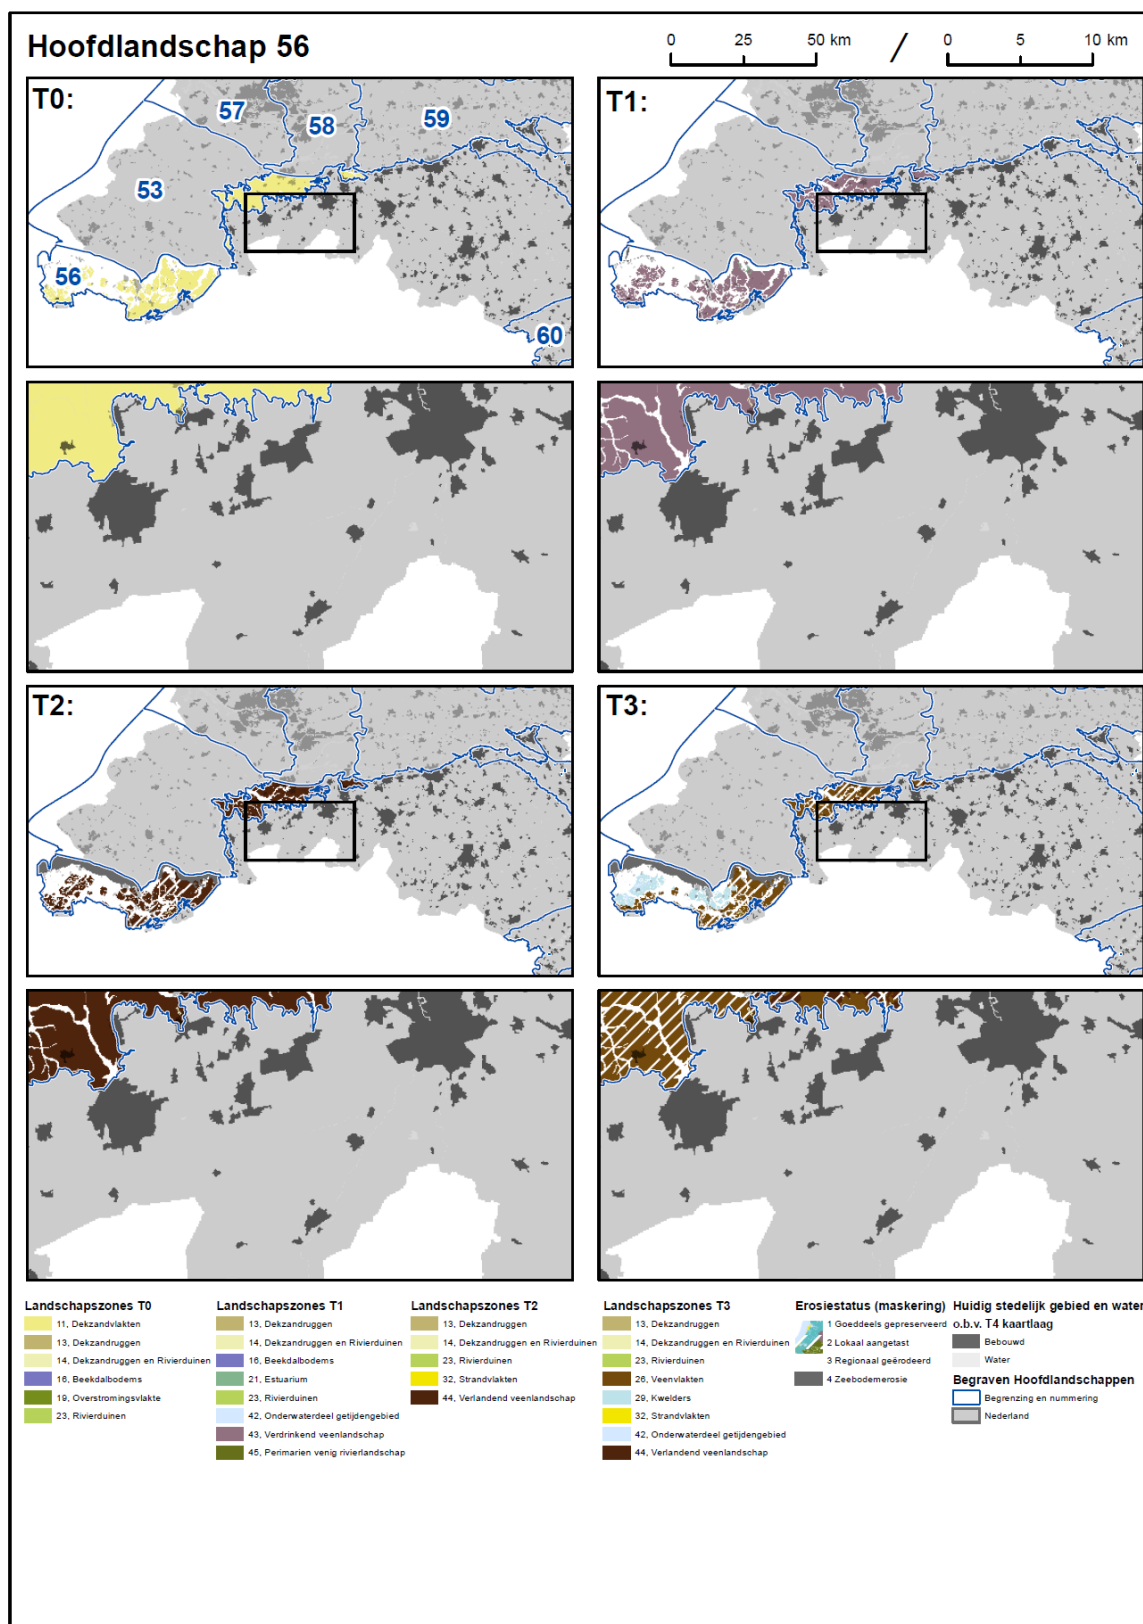 Hoofdlandschap 56
0 25 50 km / 0 5 10 km
T0:
57
58
59
53
56
60
T1:
T2:
T3:
Landschapszones T0
11, Dekzandvlakten
13, Dekzandruggen
14, Dekzandruggen en Rivierduinen
16, Beekdalbodems
19, Overstromingsvlakte
23, Rivierduinen
Landschapszones T1
13, Dekzandruggen
14, Dekzandruggen en Rivierduinen
16, Beekdalbodems
21, Estuarium
23, Rivierduinen
42, Onderwaterdeel getijdengebied
43, Verdrinkend veenlandschap
45, Perimarien venig rivierlandschap
Landschapszones T2
13, Dekzandruggen
14, Dekzandruggen en Rivierduinen
23, Rivierduinen
32, Strandvlakten
44, Verlandend veenlandschap
Landschapszones T3
13, Dekzandruggen
14, Dekzandruggen en Rivierduinen
23, Rivierduinen
26, Veenvlakten
29, Kwelders
32, Strandvlakten
42, Onderwaterdeel getijdengebied
44, Verlandend veenlandschap
Erosiestatus (maskering)
1 Goeddeels gepreserveerd
2 Lokaal aangetast
3 Regionaal geërodeerd
4 Zeebodemerosie
Huidig stedelijk gebied en water
o.b.v. T4 kaartlaag
Bebouwd
Water
Begraven Hoofdlandschappen
Begrenzing en nummering
Nederland